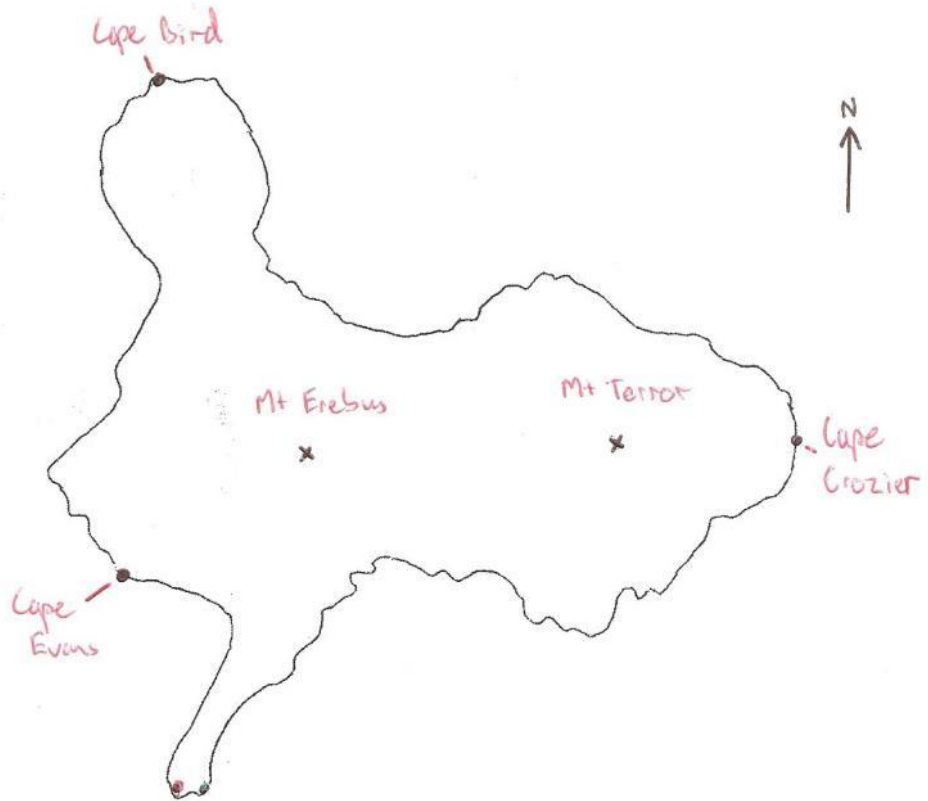 Cape Bird
N
Mt Erebus
Mt Terror
Cape
Crozier
Cape
Evans